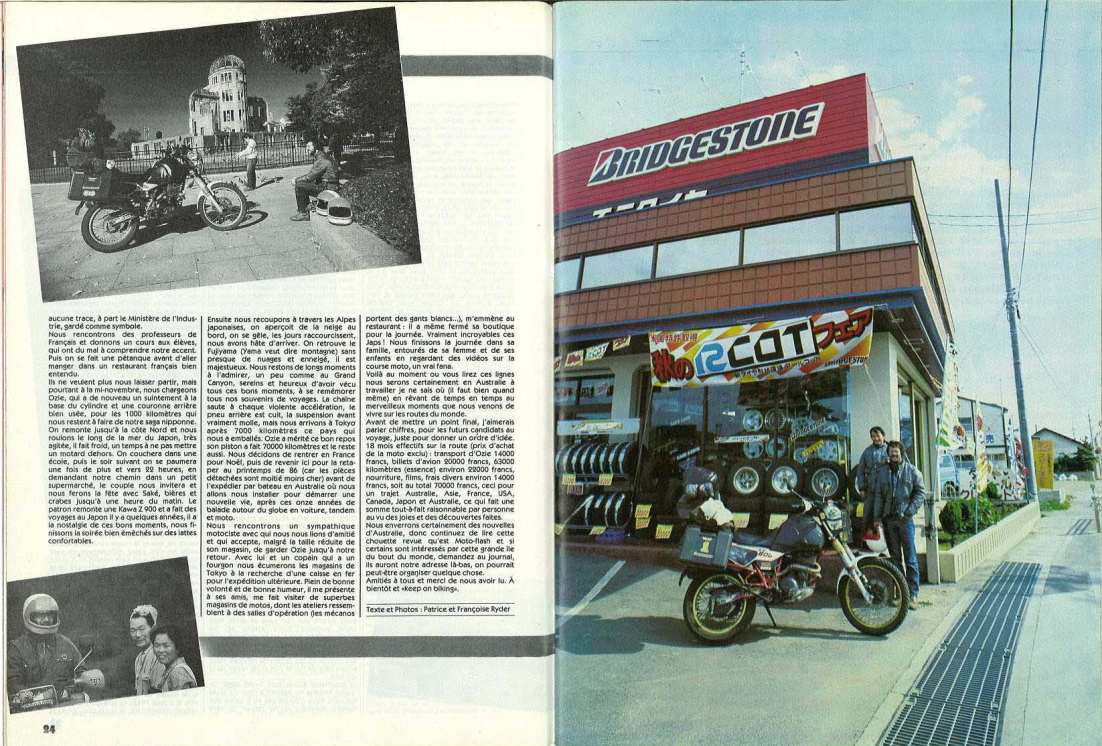 aucune trace, à part le Ministère de l'Indus-
trie, gardé comme symbole.
Nous rencontrons des professeurs de
Français et donnons un cours aux élèves,
qui ont du mal à comprendre notre accent.
Puis on se fait une pétanque avant d'aller
manger dans un restaurant français bien
entendu.
Ils ne veulent plus nous laisser partir, mais
pourtant à la mi-novembre, nous chargeons
Ozie, qui a de nouveau un suintement à la
base du cylindre et une couronne arrière
bien usée, pour les 1000 kilomètres qui
nous restent à faire de notre saga nipponne.
On remonte jusqu'à la côte Nord et nous
roulons le long de la mer du Japon, très
agitée, il fait froid, un temps à ne pas mettre
un motard dehors. On couchera dans une
école, puis le soir suivant on se paumera
une fois de plus et vers 22 heures, en
demandant notre chemin dans un petit
supermarché, le couple nous invitera et
nous ferons la fête avec Saké, bières et
crabes jusqu'à une heure du matin. Le
patron remonte une Kawa Z 900 et a fait des
voyages au Japon il y a quelques années, il a
la nostalgie de ces bons moments, nous fi-
nissons la soirée bien éméchés sur des lattes
confortables.
Ensuite nous recoupons à travers les Alpes
japonaises, on aperçoit de la neige au
bord, on se gèle, les jours raccourcissent,
nous avons hâte d'arriver. On retrouve le
Fujiyama (Yama veut dire montagne) sans
presque de nuages et enneigé, il est
majestueux. Nous restons de longs moments
à l'admirer, un peu comme au Grand
Canyon, sereins et heureux d'avoir vécu
tous ces bons moments, à se remémorer
tous nos souvenirs de voyages. La chaîne
saute à chaque violente accélération, le
pneu arrière est cuit, la suspension avant
vraiment molle, mais nous arrivons à Tokyo
après 7000 kilomètres ce pays qui
nous a emballés. Ozie a mérité ce bon repos
son piston a fait 70000 kilomètres et le reste
aussi. Nous décidons de rentrer en France
pour Noël, puis de revenir ici pour la reta-
per au printemps de 86 (car les pièces
détachées sont moitié moins cher) avant de
l'expédier par bateau en Australie où nous
allons nous installer pour démarrer une
nouvelle vie, après ces onze années de
balade autour du globe en voiture, tandem
et moto.
Nous rencontrons un sympathique
motociste avec qui nous nous lions d'amitié
et qui accepte, malgré la taille réduite de
son magasin, de garder Ozie jusqu'à notre
retour. Avec lui et un copain qui a un
fourgon nous écumerons les magasins de
Tokyo à la recherche d'une caisse en fer
pour l'expédition ultérieure. Plein de bonne
volonté et de bonne humeur, il me présente
à ses amis, me fait visiter de superbes
magasins de motos, dont les ateliers ressem-
blent à des salles d'opération (les mécanos
portent des gants blancs...), m'emmène au
restaurant : il a même fermé sa boutique
pour la journée. Vraiment incroyables ces
Japs ! Nous finissons la journée dans sa
famille, entourés de sa femme et de ses
enfants en regardant des vidéos sur la
course moto, un vrai fana.
Voilà au moment ou vous lirez ces lignes
nous serons certainement en Australie à
travailler je ne sais où (il faut bien quand
même) en rêvant de temps en temps au
merveilleux moments que nous venons de
vivre sur les routes du monde.
Avant de mettre un point final, j'aimerais
parler chiffres, pour les futurs candidats au
voyage, juste pour donner un ordre d'idée.
18 mois effectifs sur la route (prix d'achat
de la moto exclu) : transport d'Ozie 14000
francs, billets d'avion 20000 francs, 63000
kilomètres (essence) environ 22000 francs,
nourriture, films, frais divers environ 14000
francs, soit au total 70000 francs, ceci pour
un trajet Australie, Asie, France, USA,
Canada, Japon et Australie, ce qui fait une
somme tout-à-fait raisonnable par personne
au vu des joies et des découvertes faites.
Nous enverrons certainement des nouvelles
d'Australie, donc continuez de lire cette
chouette revue qu'est Moto-flash et si
certains sont intéressés par cette grande île
du bout du monde, demandez au journal,
ils auront notre adresse là-bas, on pourrait
peut-être organiser quelque chose.
Amitiés à tous et merci de nous avoir lu. À
bientôt et «keep on biking».
Texte et Photos : Patrice et Françoise Ryder
24
BRIDGESTONE
秋の COT フェア
BRIDGESTONE